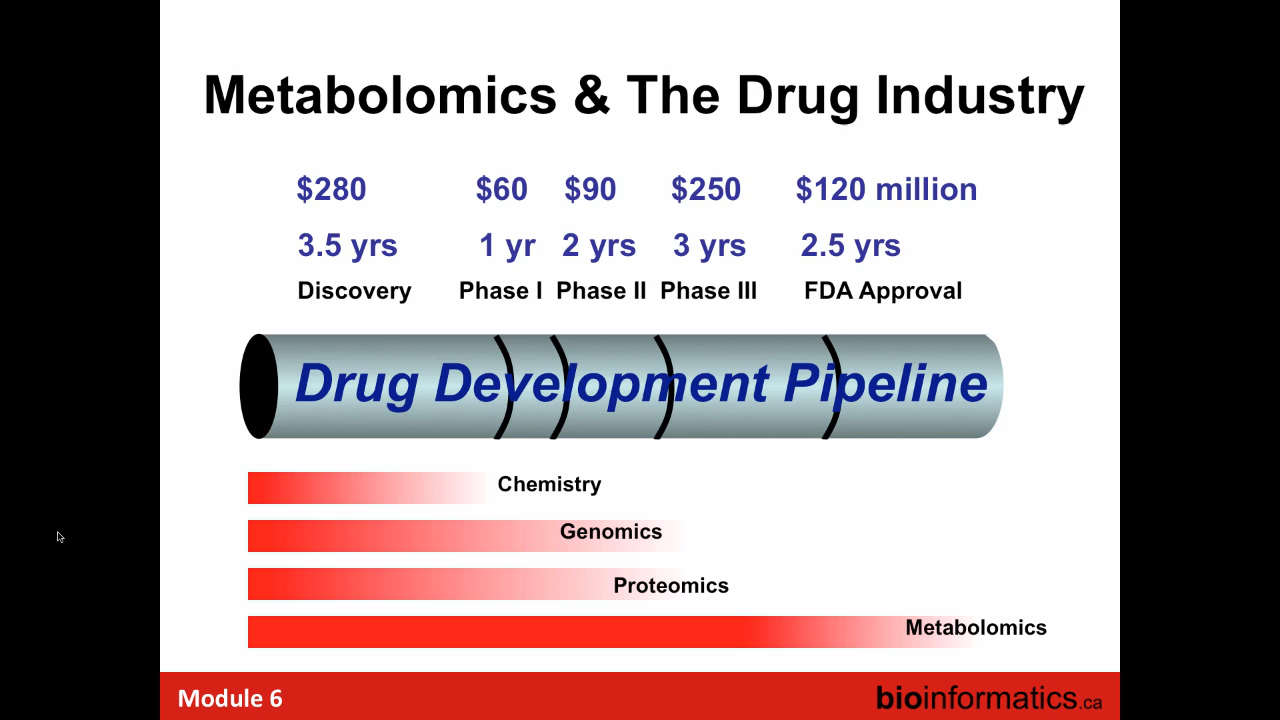 Metabolomics & The Drug Industry
$280 $60 $90 $250 $120 million
3.5 yrs 1 yr 2 yrs 3 yrs 2.5 yrs
Discovery Phase I Phase II Phase III FDA Approval
Drug Development Pipeline
Chemistry
Genomics
Proteomics
Metabolomics
Module 6 bioinformatics.ca